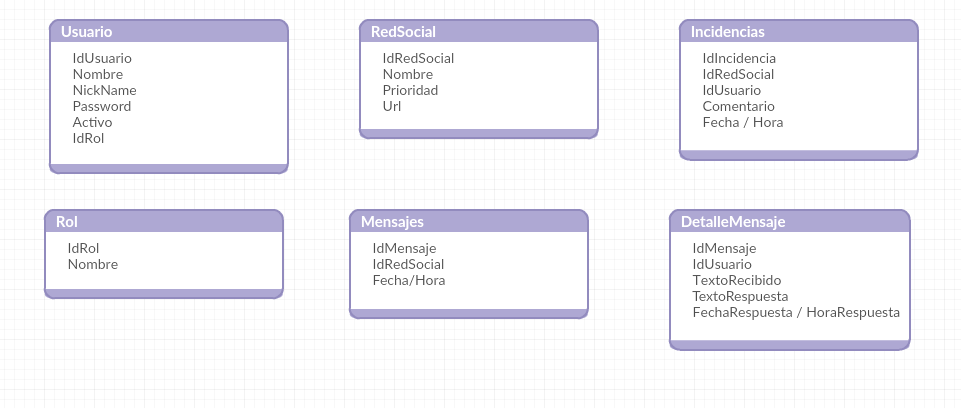 Usuario
IdUsuario
Nombre
NickName
Password
Activo
IdRol
RedSocial
IdRedSocial
Nombre
Prioridad
Url
Incidencias
IdIncidencia
IdRedSocial
IdUsuario
Comentario
Fecha / Hora
Rol
IdRol
Nombre
Mensajes
IdMensaje
IdRedSocial
Fecha/Hora
DetalleMensaje
IdMensaje
IdUsuario
TextoRecibido
TextoRespuesta
FechaRespuesta / HoraRespuesta